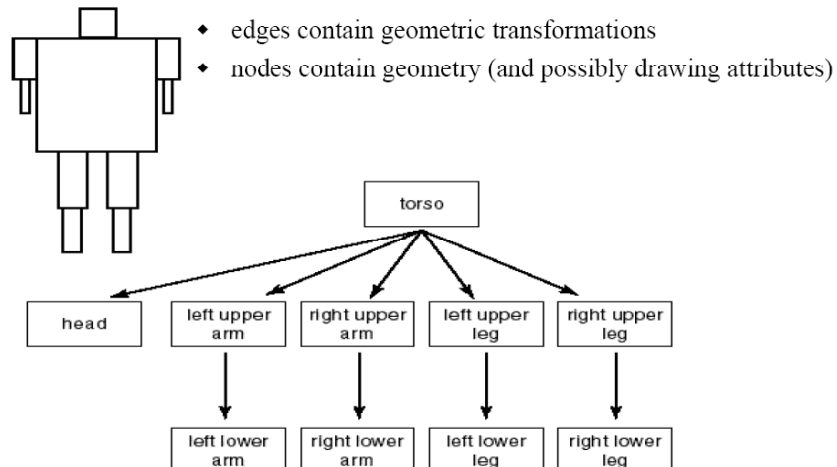 edges contain geometric transformations
nodes contain geometry (and possibly drawing attributes)
torso
head
left upper
arm
right upper
arm
left upper
leg
right upper
leg
left lower
arm
right lower
arm
left lower
leg
right lower
leg